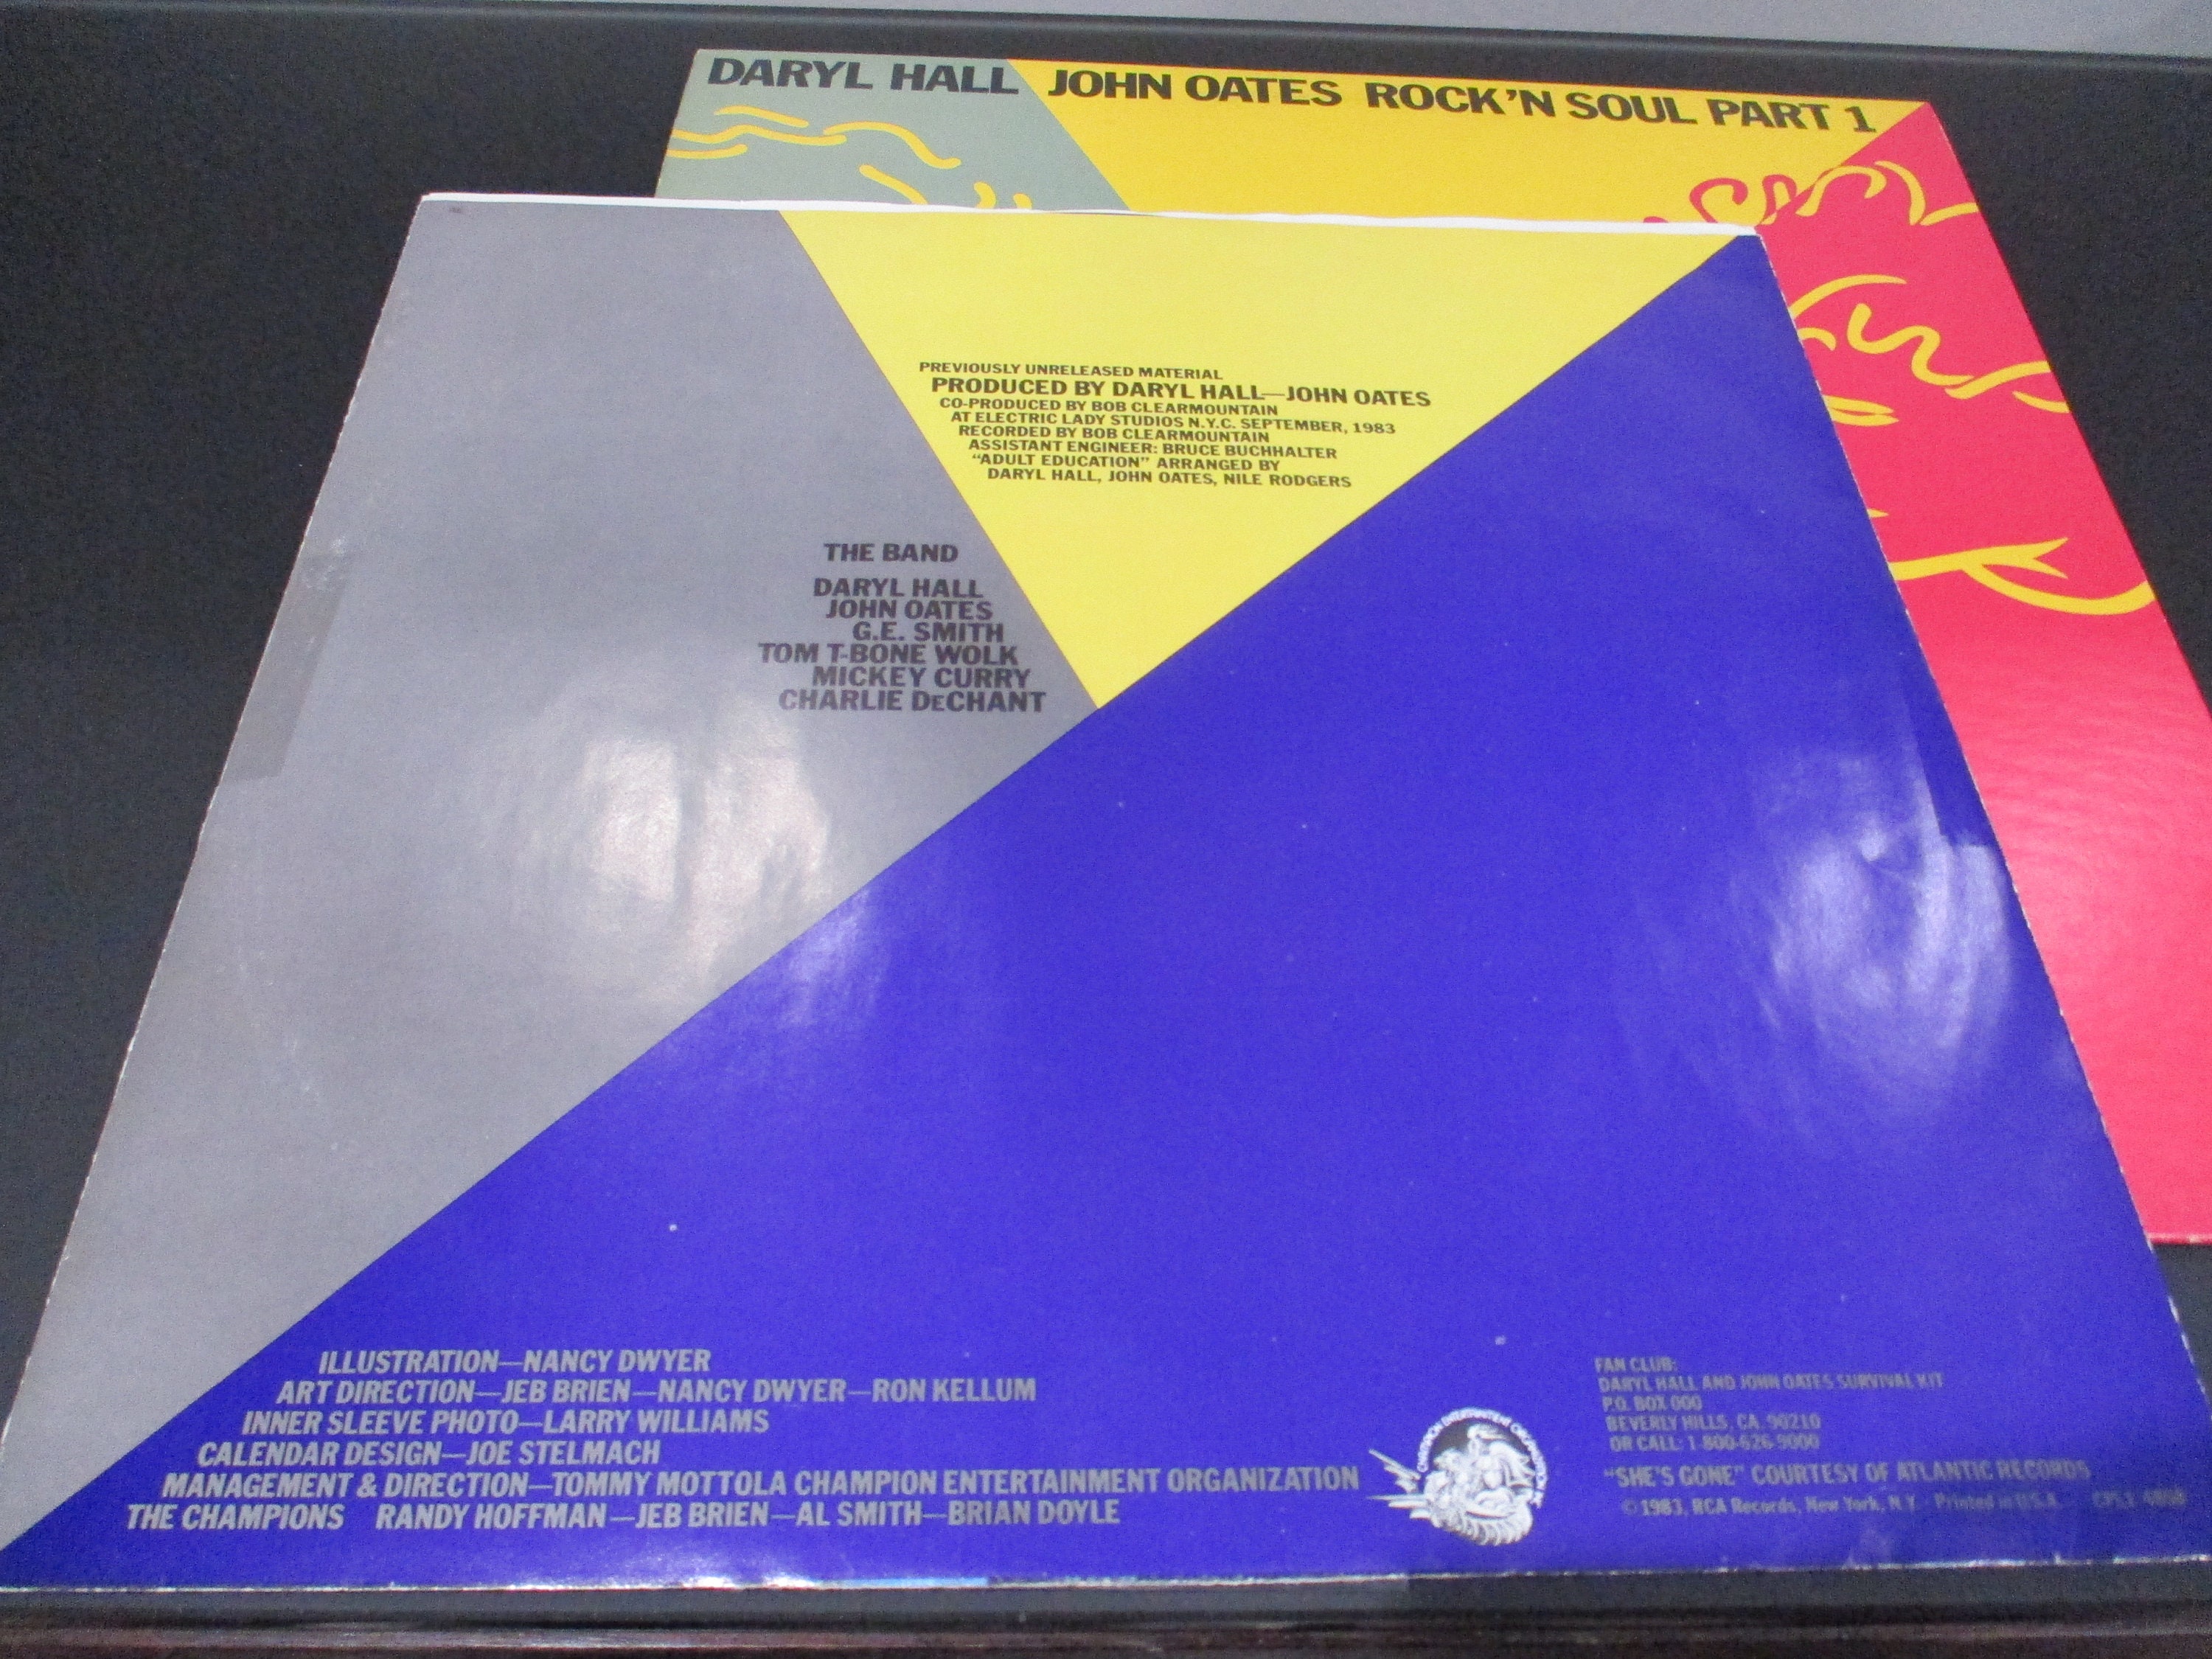 DARYL HALL JOHN OATES ROCK'N SOUL PART 1
PREVIOUSLY UNRELEASED MATERIAL
PRODUCED BY DARYL HALL—JOHN OATES
CO-PRODUCED BY BOB CLEARMOUNTAIN
AT ELECTRIC LADY STUDIOS N.Y.C. SEPTEMBER, 1983
RECORDED BY BOB CLEARMOUNTAIN
ASSISTANT ENGINEER: BRUCE BUCHHALTER
"ADULT EDUCATION" ARRANGED BY
DARYL HALL, JOHN OATES, NILE RODGERS
THE BAND
DARYL HALL
JOHN OATES
G.E. SMITH
TOM T-BONE WOLK
MICKEY CURRY
CHARLIE DeCHANT
ILLUSTRATION—NANCY DWYER
ART DIRECTION—JEB BRIEN—NANCY DWYER—RON KELLUM
INNER SLEEVE PHOTO—LARRY WILLIAMS
CALENDAR DESIGN—JOE STELMACH
MANAGEMENT & DIRECTION—TOMMY MOTTOLA CHAMPION ENTERTAINMENT ORGANIZATION
THE CHAMPIONS RANDY HOFFMAN—JEB BRIEN—AL SMITH—BRIAN DOYLE
CHAMPION ENTERTAINMENT ORGANIZATION INC.
FAN CLUB:
DARYL HALL AND JOHN OATES SURVIVAL KIT
P.O. BOX 000
BEVERLY HILLS, CA. 90210
OR CALL: 1-800-626-9000
"SHE'S GONE" COURTESY OF ATLANTIC RECORDS
©1983, RCA Records, New York, N.Y. · Printed in U.S.A.